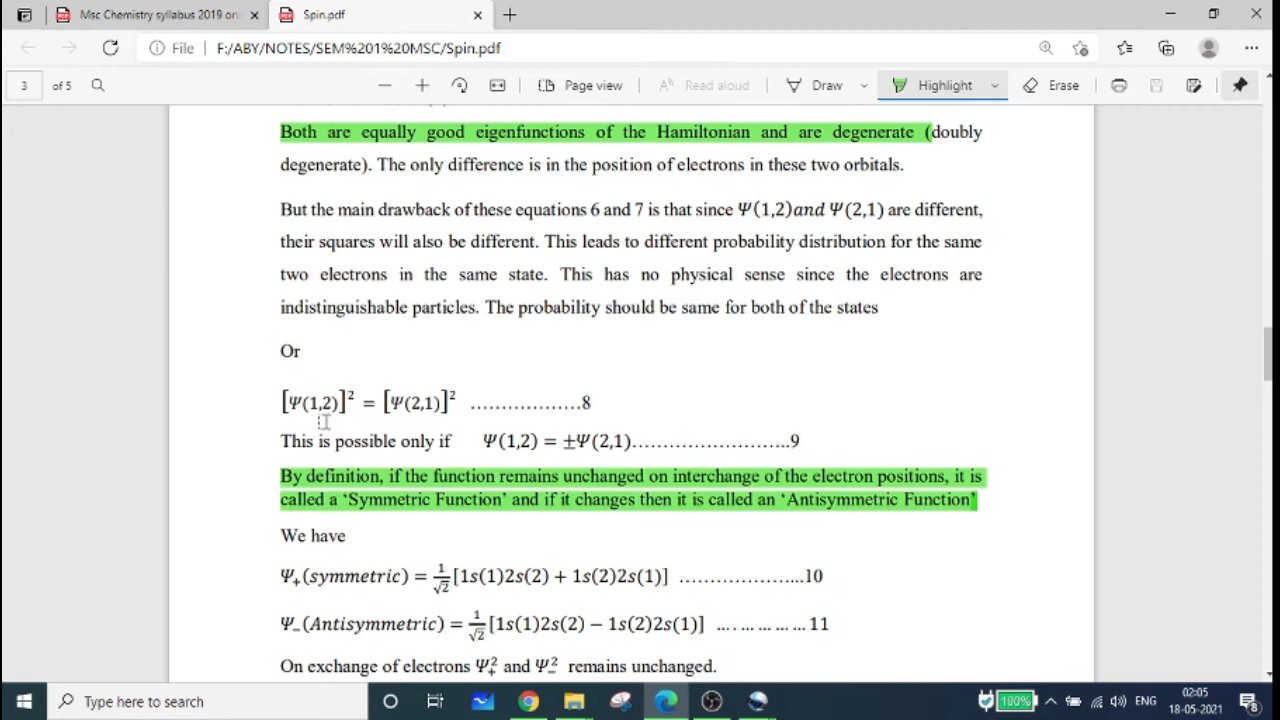 Msc Chemistry syllabus 2019 on
Spin.pdf
File
F:/ABY/NOTES/SEM%201%20MSC/Spin.pdf
3 of 5
Page view
Read aloud
Draw
Highlight
Erase
Both are equally good eigenfunctions of the Hamiltonian and are degenerate (doubly
degenerate). The only difference is in the position of electrons in these two orbitals.
But the main drawback of these equations 6 and 7 is that since Ψ(1,2)and Ψ(2,1) are different,
their squares will also be different. This leads to different probability distribution for the same
two electrons in the same state. This has no physical sense since the electrons are
indistinguishable particles. The probability should be same for both of the states
Or
[Ψ(1,2)]² = [Ψ(2,1)]² ………………8
This is possible only if Ψ(1,2) = ±Ψ(2,1)……………………..9
By definition, if the function remains unchanged on interchange of the electron positions, it is
called a ‘Symmetric Function’ and if it changes then it is called an ‘Antisymmetric Function’
We have
Ψ₊(symmetric) = 1/√2 [1s(1)2s(2) + 1s(2)2s(1)] …………………...10
Ψ₋(Antisymmetric) = 1/√2 [1s(1)2s(2) − 1s(2)2s(1)] … . … … … … 11
On exchange of electrons Ψ₊² and Ψ₋² remains unchanged.
Type here to search
100%
ENG
02:05
18-05-2021
8